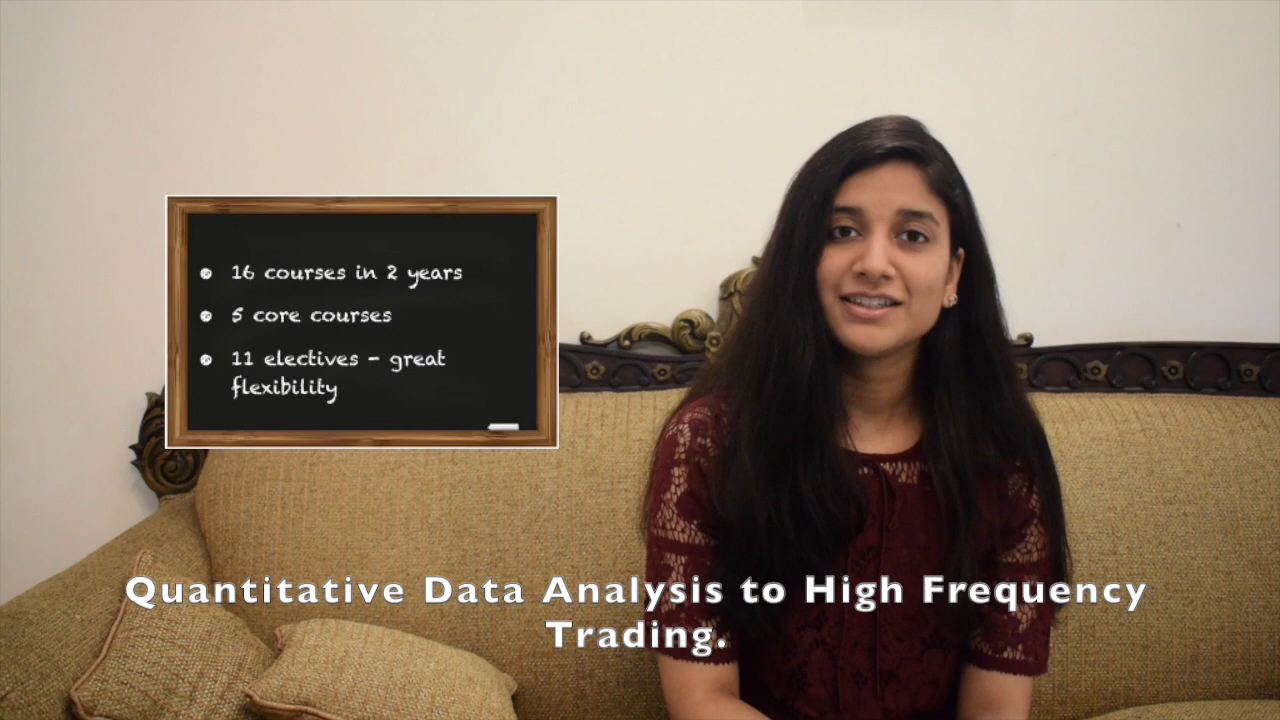 16 courses in 2 years
5 core courses
11 electives - great
flexibility
Quantitative Data Analysis to High Frequency
Trading.